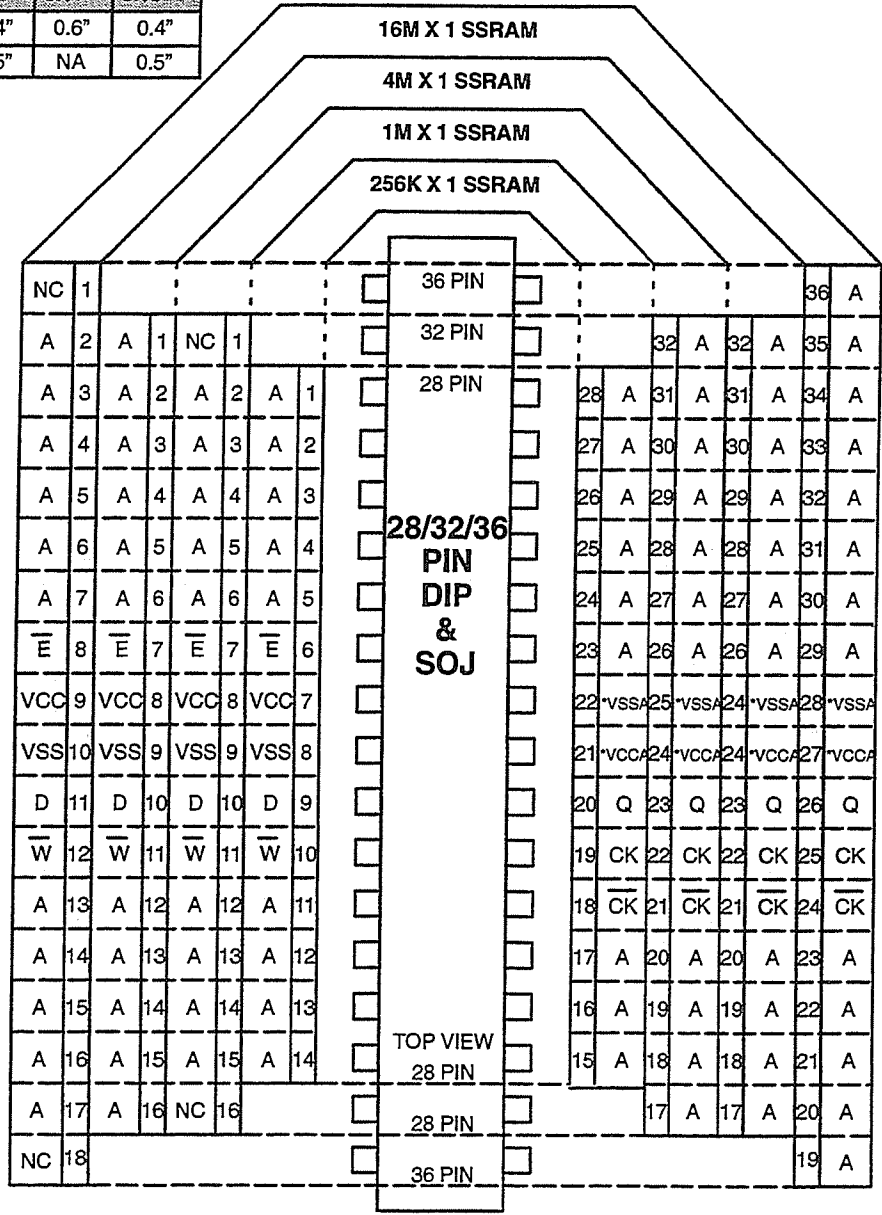 4" 0.6" 0.4"
5" NA 0.5"
16M X 1 SSRAM
4M X 1 SSRAM
1M X 1 SSRAM
256K X 1 SSRAM
NC 1 36 PIN 36 A
A 2 A 1 NC 1 32 PIN 32 A 32 A 35 A
A 3 A 2 A 2 A 1 28 PIN 28 A 31 A 31 A 34 A
A 4 A 3 A 3 A 2 27 A 30 A 30 A 33 A
A 5 A 4 A 4 A 3 26 A 29 A 29 A 32 A
28/32/36
PIN
DIP
&
SOJ
A 6 A 5 A 5 A 4 25 A 28 A 28 A 31 A
A 7 A 6 A 6 A 5 24 A 27 A 27 A 30 A
E̅ 8 E̅ 7 E̅ 7 E̅ 6 23 A 26 A 26 A 29 A
VCC 9 VCC 8 VCC 8 VCC 7 22 *VSSA 25 *VSSA 24 *VSSA 28 *VSSA
VSS 10 VSS 9 VSS 9 VSS 8 21 *VCCA 24 *VCCA 24 *VCCA 27 *VCCA
D 11 D 10 D 10 D 9 20 Q 23 Q 23 Q 26 Q
W̅ 12 W̅ 11 W̅ 11 W̅ 10 19 CK 22 CK 22 CK 25 CK
A 13 A 12 A 12 A 11 18 C̅K̅ 21 C̅K̅ 21 C̅K̅ 24 C̅K̅
A 14 A 13 A 13 A 12 17 A 20 A 20 A 23 A
A 15 A 14 A 14 A 13 16 A 19 A 19 A 22 A
TOP VIEW
A 16 A 15 A 15 A 14 28 PIN 15 A 18 A 18 A 21 A
A 17 A 16 NC 16 28 PIN 17 A 17 A 20 A
NC 18 36 PIN 19 A